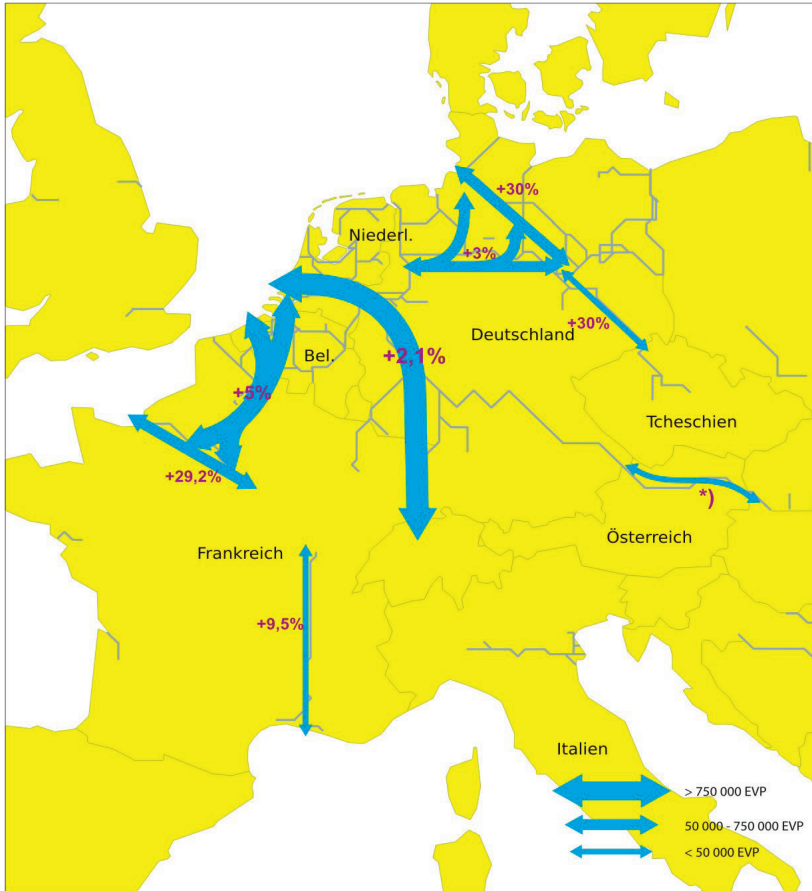 +30%
Niederl.
+3%
+30%
Deutschland
+2,1%
Bel.
+5%
Tcheschien
+29,2%
*)
Österreich
Frankreich
+9,5%
Italien
> 750 000 EVP
50 000 - 750 000 EVP
< 50 000 EVP